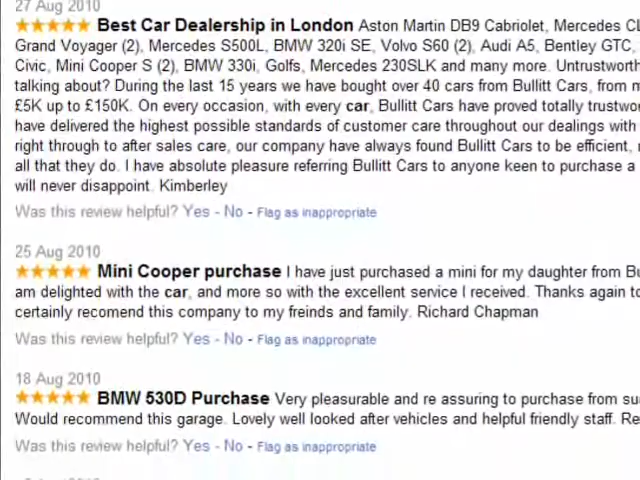 27 Aug 2010
Best Car Dealership in London Aston Martin DB9 Cabriolet, Mercedes
Grand Voyager (2), Mercedes S500L, BMW 320i SE, Volvo S60 (2), Audi A5, Bentley GTC,
Civic, Mini Cooper S (2), BMW 330i, Golfs, Mercedes 230SLK and many more. Untrustworth
talking about? During the last 15 years we have bought over 40 cars from Bullitt Cars, from
£5K up to £150K. On every occasion, with every car, Bullitt Cars have proved totally
have delivered the highest possible standards of customer care throughout our dealings with
right through to after sales care, our company have always found Bullitt Cars to be efficient,
all that they do. I have absolute pleasure referring Bullitt Cars to anyone keen to purchase a
will never disappoint. Kimberley
Was this review helpful? Yes - No - Flag as inappropriate
25 Aug 2010
Mini Cooper purchase I have just purchased a mini for my daughter from
am delighted with the car, and more so with the excellent service I received. Thanks again
certainly recomend this company to my freinds and family. Richard Chapman
Was this review helpful? Yes - No - Flag as inappropriate
18 Aug 2010
BMW 530D Purchase Very pleasurable and re assuring to purchase from
Would recommend this garage. Lovely well looked after vehicles and helpful friendly staff.
Was this review helpful? Yes - No - Flag as inappropriate